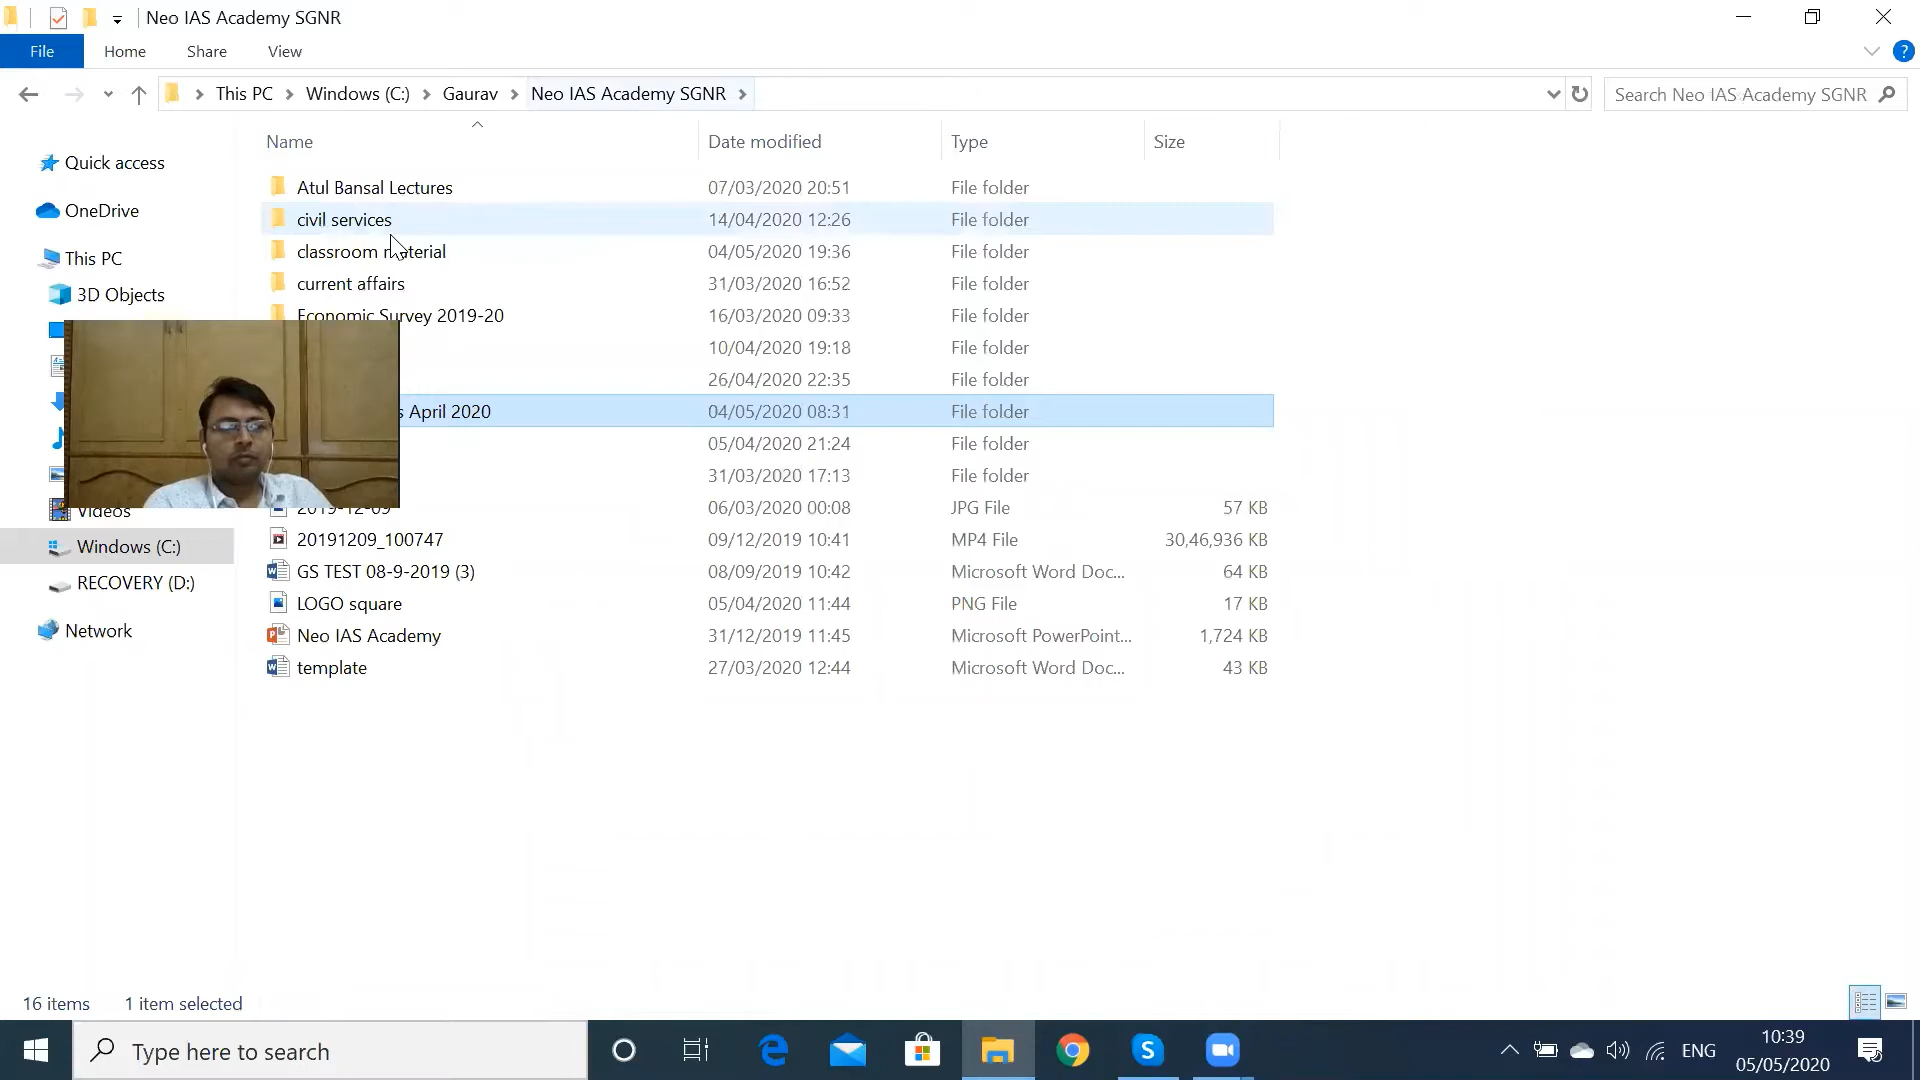 Neo IAS Academy SGNR
File Home Share View
This PC Windows (C:) Gaurav Neo IAS Academy SGNR Search Neo IAS Academy SGNR
Name Date modified Type Size
Quick access
OneDrive
This PC
3D Objects
Videos
Windows (C:)
RECOVERY (D:)
Network
Atul Bansal Lectures 07/03/2020 20:51 File folder
civil services 14/04/2020 12:26 File folder
classroom material 04/05/2020 19:36 File folder
current affairs 31/03/2020 16:52 File folder
Economic Survey 2019-20 16/03/2020 09:33 File folder
10/04/2020 19:18 File folder
26/04/2020 22:35 File folder
s April 2020 04/05/2020 08:31 File folder
05/04/2020 21:24 File folder
31/03/2020 17:13 File folder
2019-12-09 06/03/2020 00:08 JPG File 57 KB
20191209_100747 09/12/2019 10:41 MP4 File 30,46,936 KB
GS TEST 08-9-2019 (3) 08/09/2019 10:42 Microsoft Word Doc... 64 KB
LOGO square 05/04/2020 11:44 PNG File 17 KB
Neo IAS Academy 31/12/2019 11:45 Microsoft PowerPoint... 1,724 KB
template 27/03/2020 12:44 Microsoft Word Doc... 43 KB
16 items 1 item selected
Type here to search
ENG
10:39
05/05/2020